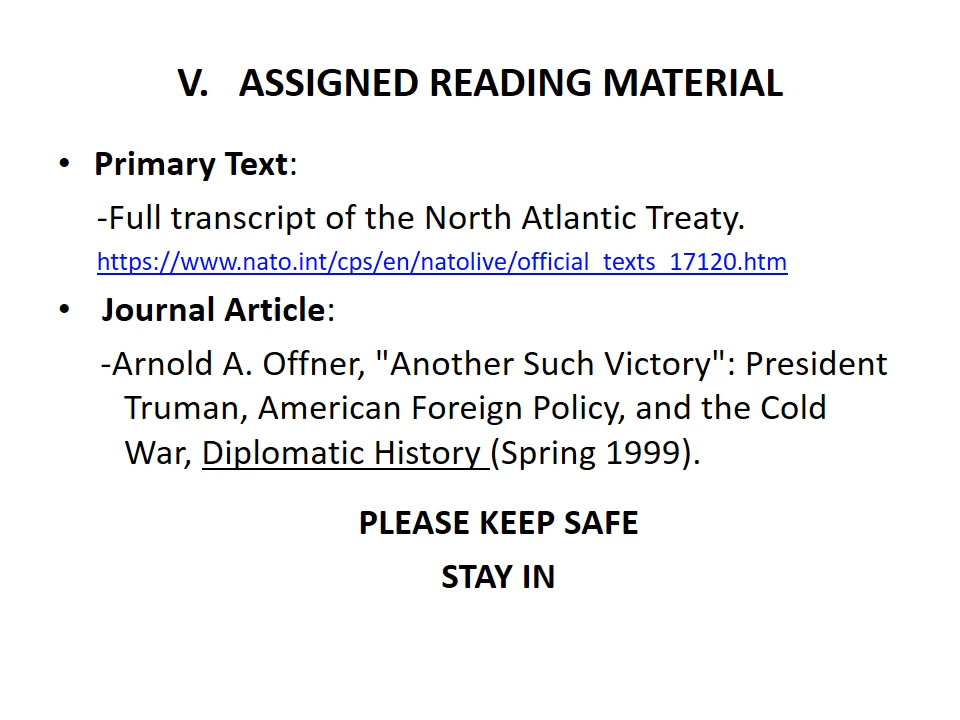 V. ASSIGNED READING MATERIAL
• Primary Text:
-Full transcript of the North Atlantic Treaty.
https://www.nato.int/cps/en/natolive/official_texts_17120.htm
• Journal Article:
-Arnold A. Offner, "Another Such Victory": President
Truman, American Foreign Policy, and the Cold
War, Diplomatic History (Spring 1999).
PLEASE KEEP SAFE
STAY IN